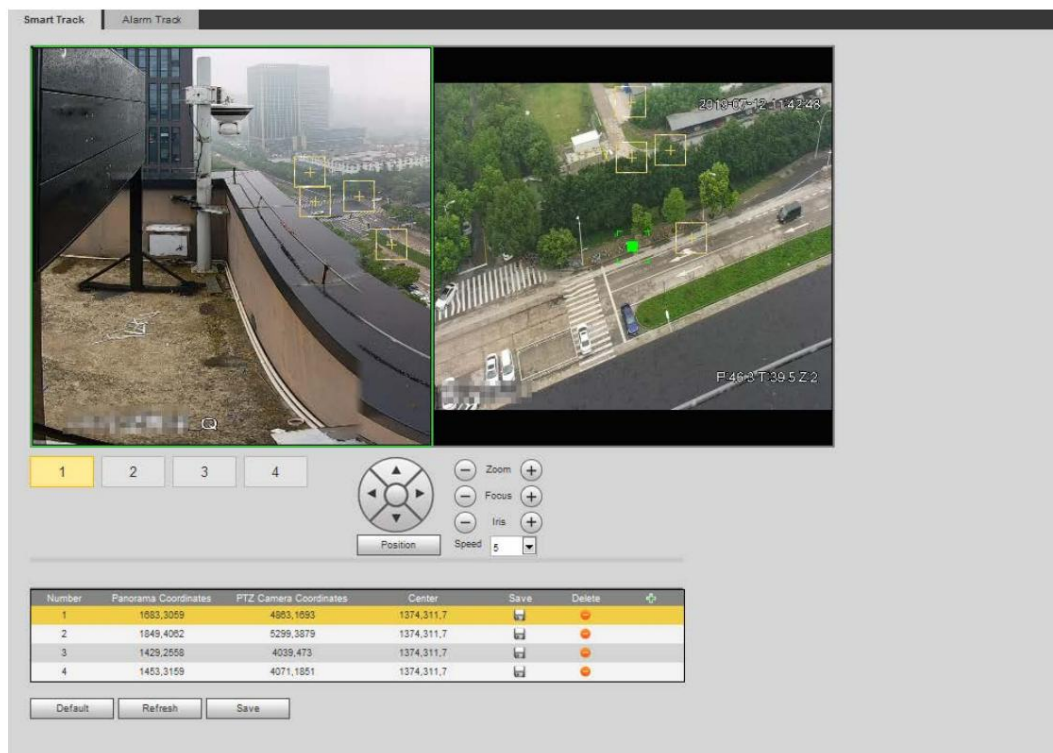 Smart Track Alarm Track
2019-07-12 11:42:48
P:46.3 T:39.5 Z:2
1 2 3 4
Zoom
Focus
Iris
Position Speed 5
Number Panorama Coordinates PTZ Camera Coordinates Center Save Delete
1 1683,3059 4863,1693 1374,311,7
2 1849,4062 5299,3879 1374,311,7
3 1429,2558 4039,473 1374,311,7
4 1453,3159 4071,1851 1374,311,7
Default Refresh Save